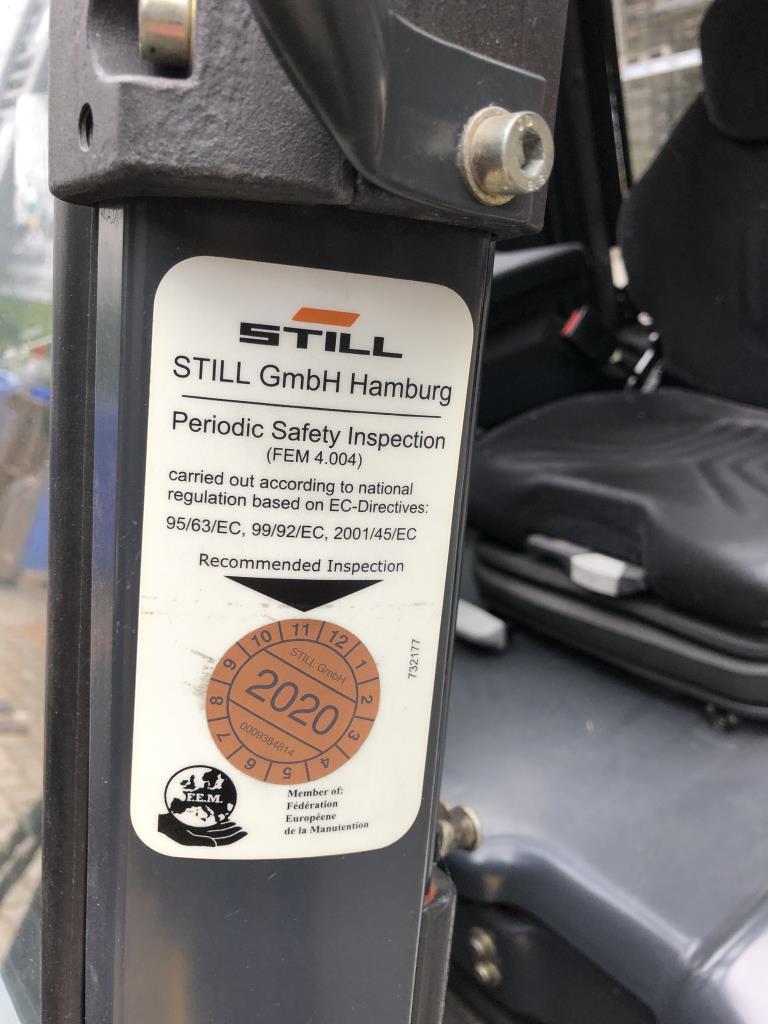 STILL
STILL GmbH Hamburg
Periodic Safety Inspection
(FEM 4.004)
carried out according to national
regulation based on EC-Directives:
95/63/EC, 99/92/EC, 2001/45/EC
Recommended Inspection
10 11 12 1 2 3 4 5 6 7 8 9
STILL GmbH
2020
0009384814
732177
F.E.M.
Member of:
Fédération
Européene
de la Manutention